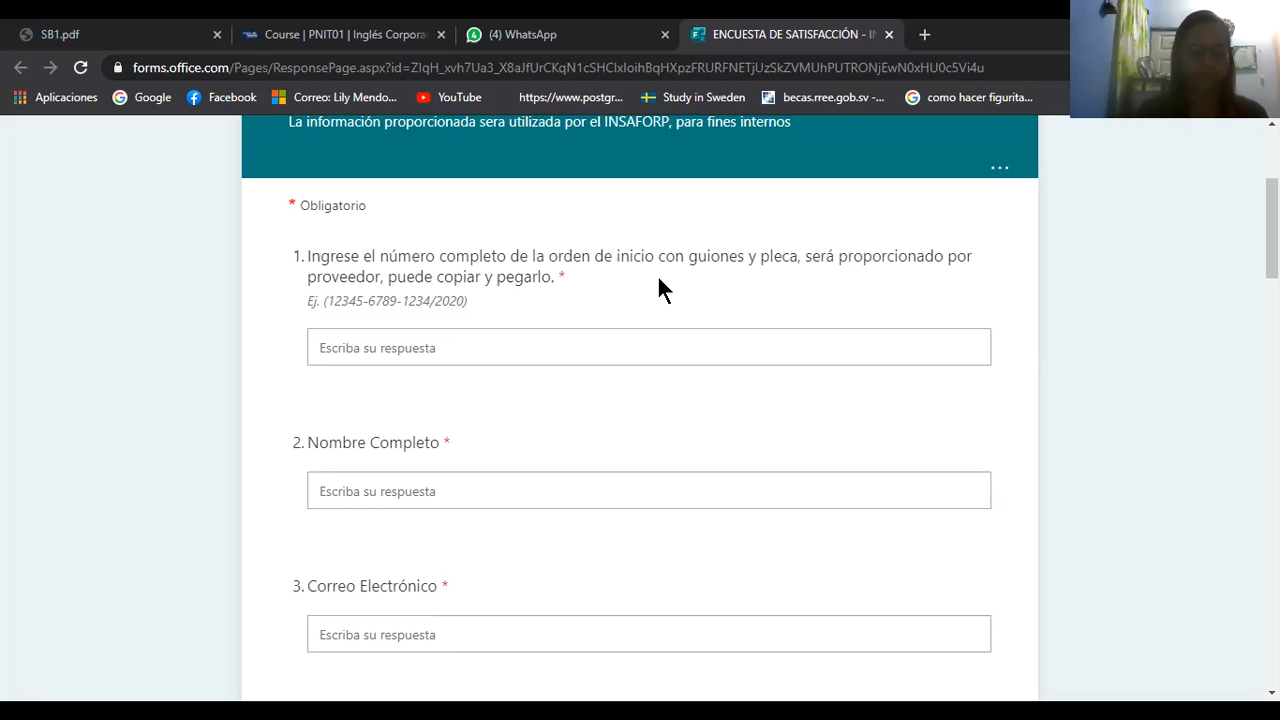 SB1.pdf
Course | PNIT01 | Inglés Corpora
(4) WhatsApp
ENCUESTA DE SATISFACCIÓN - IN
forms.office.com/Pages/ResponsePage.aspx?id=
Aplicaciones
Google
Facebook
Correo: Lily Mendo...
YouTube
https://www.postgr...
Study in Sweden
becas.ree.gob.sv -...
como hacer figurita...
La información proporcionada sera utilizada por el INSAFORP, para fines internos
...
* Obligatorio
1. Ingrese el número completo de la orden de inicio con guiones y pleca, será proporcionado por
proveedor, puede copiar y pegarlo. *
Ej. (12345-6789-1234/2020)
Escriba su respuesta
2. Nombre Completo *
Escriba su respuesta
3. Correo Electrónico *
Escriba su respuesta